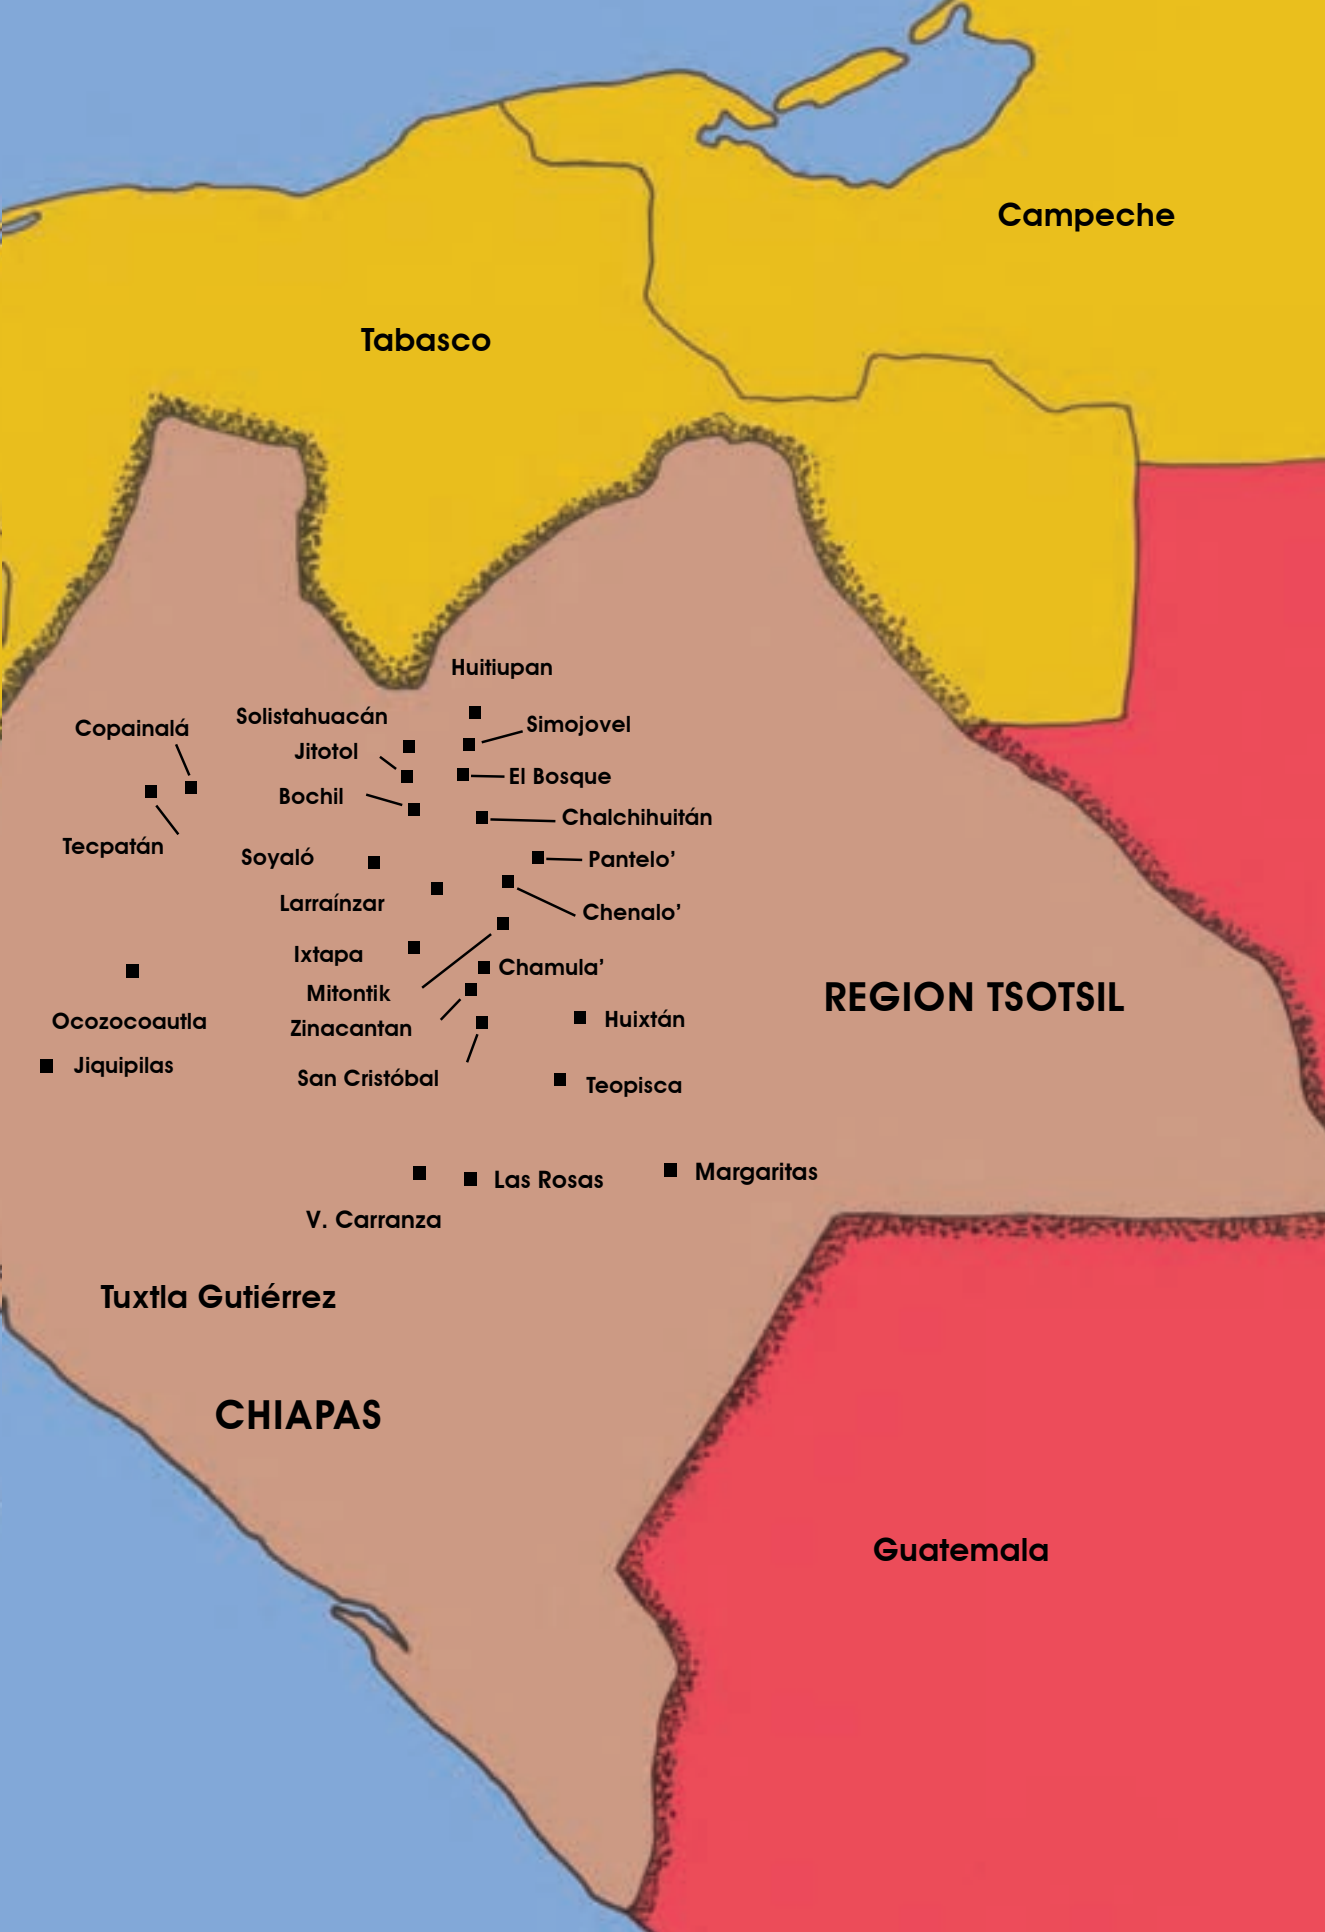 Campeche
Tabasco
Huitiupan
Solistahuacán
Simojovel
Copainalá
Jitotol
El Bosque
Bochil
Chalchihuitán
Tecpatán
Soyaló
Pantelo’
Larraínzar
Chenalo’
Ixtapa
Chamula’
Mitontik
REGION TSOTSIL
Ocozocoautla
Zinacantan
Huixtán
Jiquipilas
San Cristóbal
Teopisca
Las Rosas
Margaritas
V. Carranza
Tuxtla Gutiérrez
CHIAPAS
Guatemala